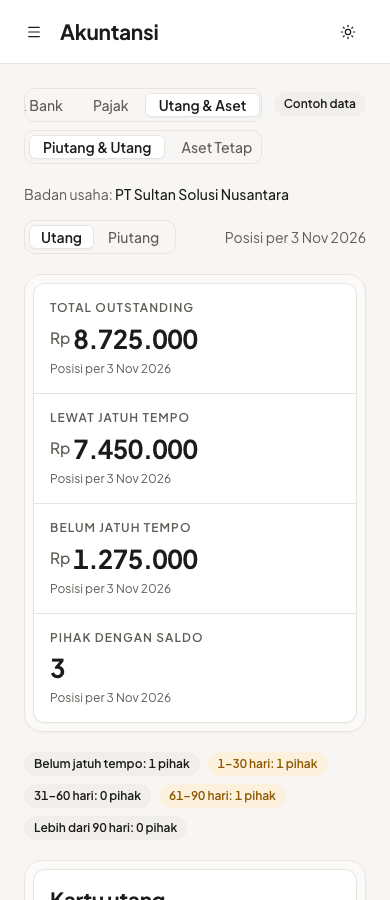 Akuntansi
Bank Pajak Utang & Aset Contoh data
Piutang & Utang Aset Tetap
Badan usaha: PT Sultan Solusi Nusantara
Utang Piutang Posisi per 3 Nov 2026
TOTAL OUTSTANDING
Rp 8.725.000
Posisi per 3 Nov 2026
LEWAT JATUH TEMPO
Rp 7.450.000
Posisi per 3 Nov 2026
BELUM JATUH TEMPO
Rp 1.275.000
Posisi per 3 Nov 2026
PIHAK DENGAN SALDO
3
Posisi per 3 Nov 2026
Belum jatuh tempo: 1 pihak 1–30 hari: 1 pihak
31–60 hari: 0 pihak 61–90 hari: 1 pihak
Lebih dari 90 hari: 0 pihak
Kartu utang